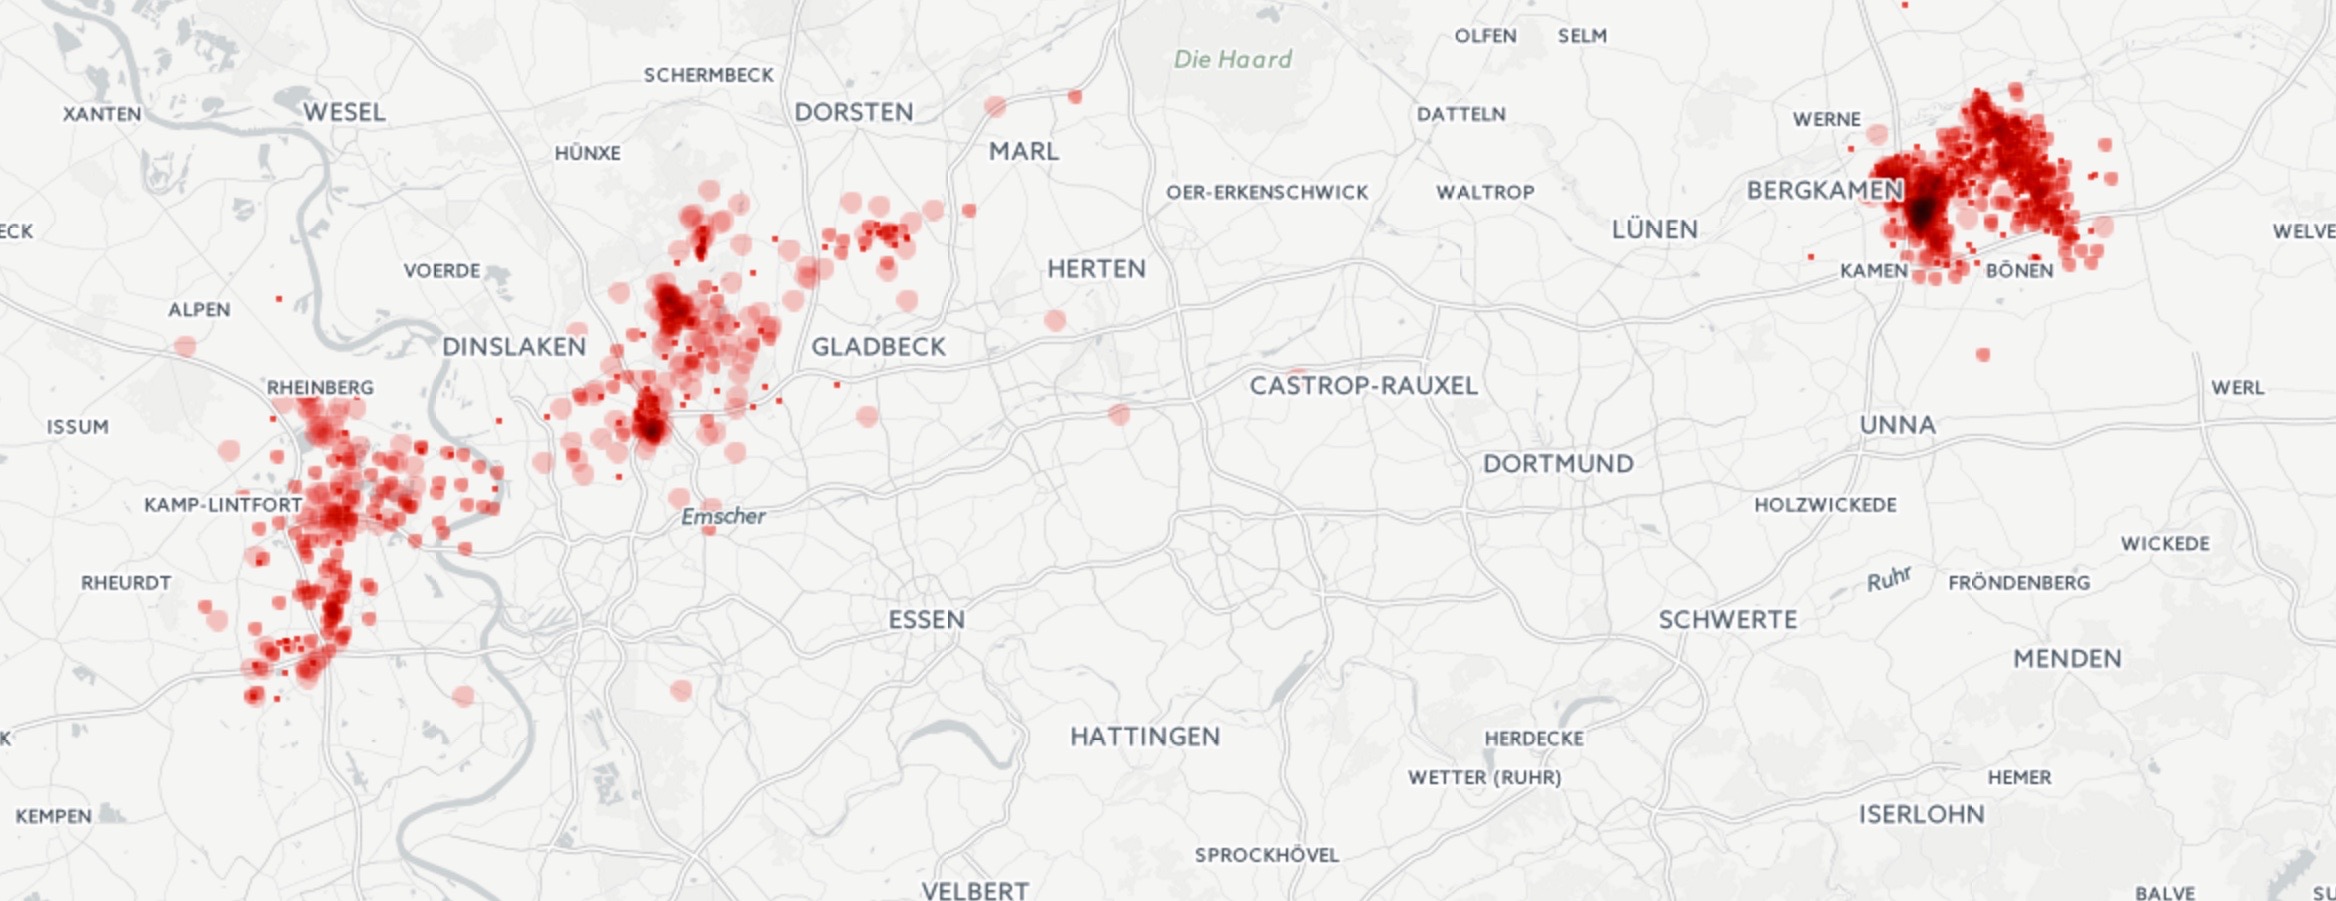 OLFEN
SELM
Die Haard
SCHERMBECK
XANTEN
WESEL
DORSTEN
DATTELN
WERNE
HÜNXE
MARL
OER-ERKENSCHWICK
WALTROP
BERGKAMEN
LÜNEN
ECK
WELVE
VOERDE
HERTEN
KAMEN
BÖNEN
ALPEN
DINSLAKEN
GLADBECK
RHEINBERG
CASTROP-RAUXEL
WERL
ISSUM
UNNA
DORTMUND
KAMP-LINTFORT
Emscher
HOLZWICKEDE
WICKEDE
RHEURDT
Ruhr
FRÖNDENBERG
ESSEN
SCHWERTE
MENDEN
K
HATTINGEN
HERDECKE
WETTER (RUHR)
HEMER
KEMPEN
ISERLOHN
SPROCKHÖVEL
VELBERT
BALVE
SU